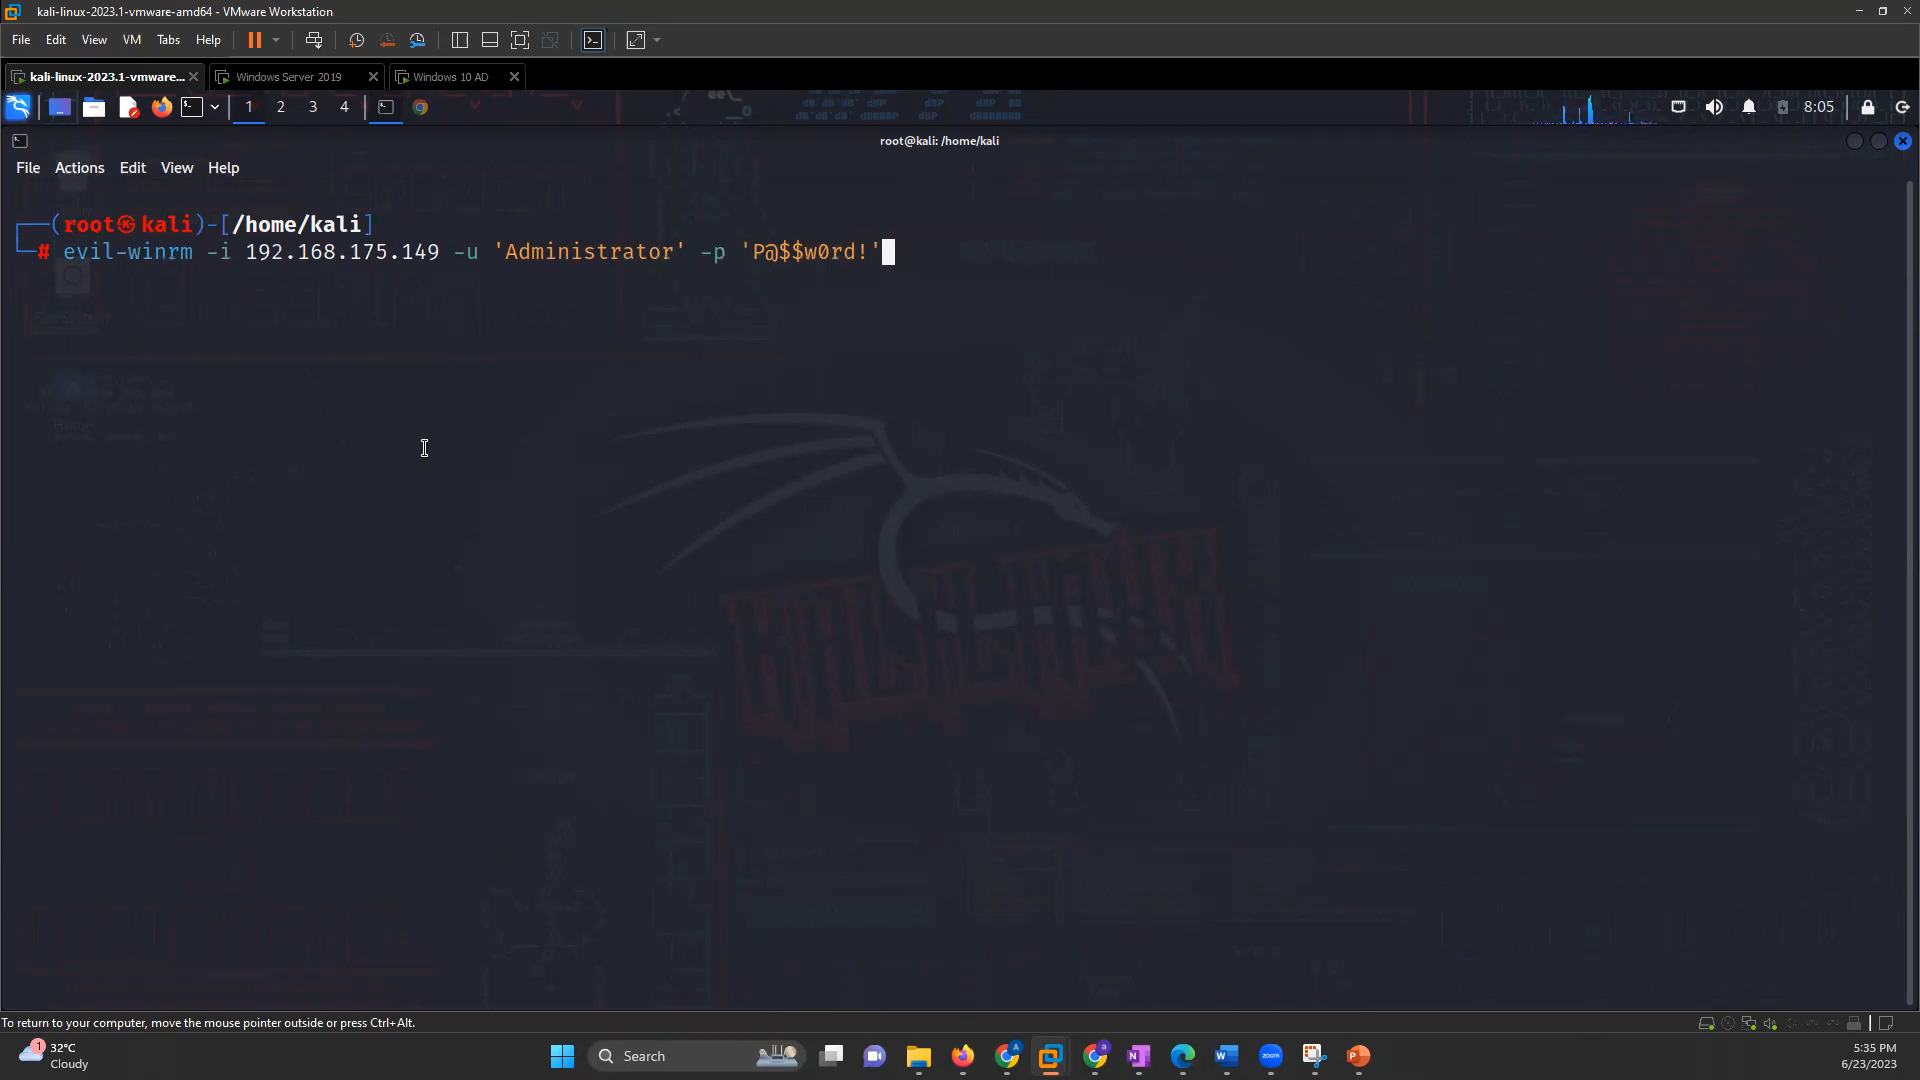 kali-linux-2023.1-vmware-amd64 - VMware Workstation
File Edit View VM Tabs Help
kali-linux-2023.1-vmware... Windows Server 2019 Windows 10 AD
1 2 3 4 8:05
root@kali: /home/kali
File Actions Edit View Help
(root㉿kali)-[/home/kali]
# evil-winrm -i 192.168.175.149 -u 'Administrator' -p 'P@$$w0rd!'
To return to your computer, move the mouse pointer outside or press Ctrl+Alt.
1 32°C
Cloudy
Search
5:35 PM
6/23/2023